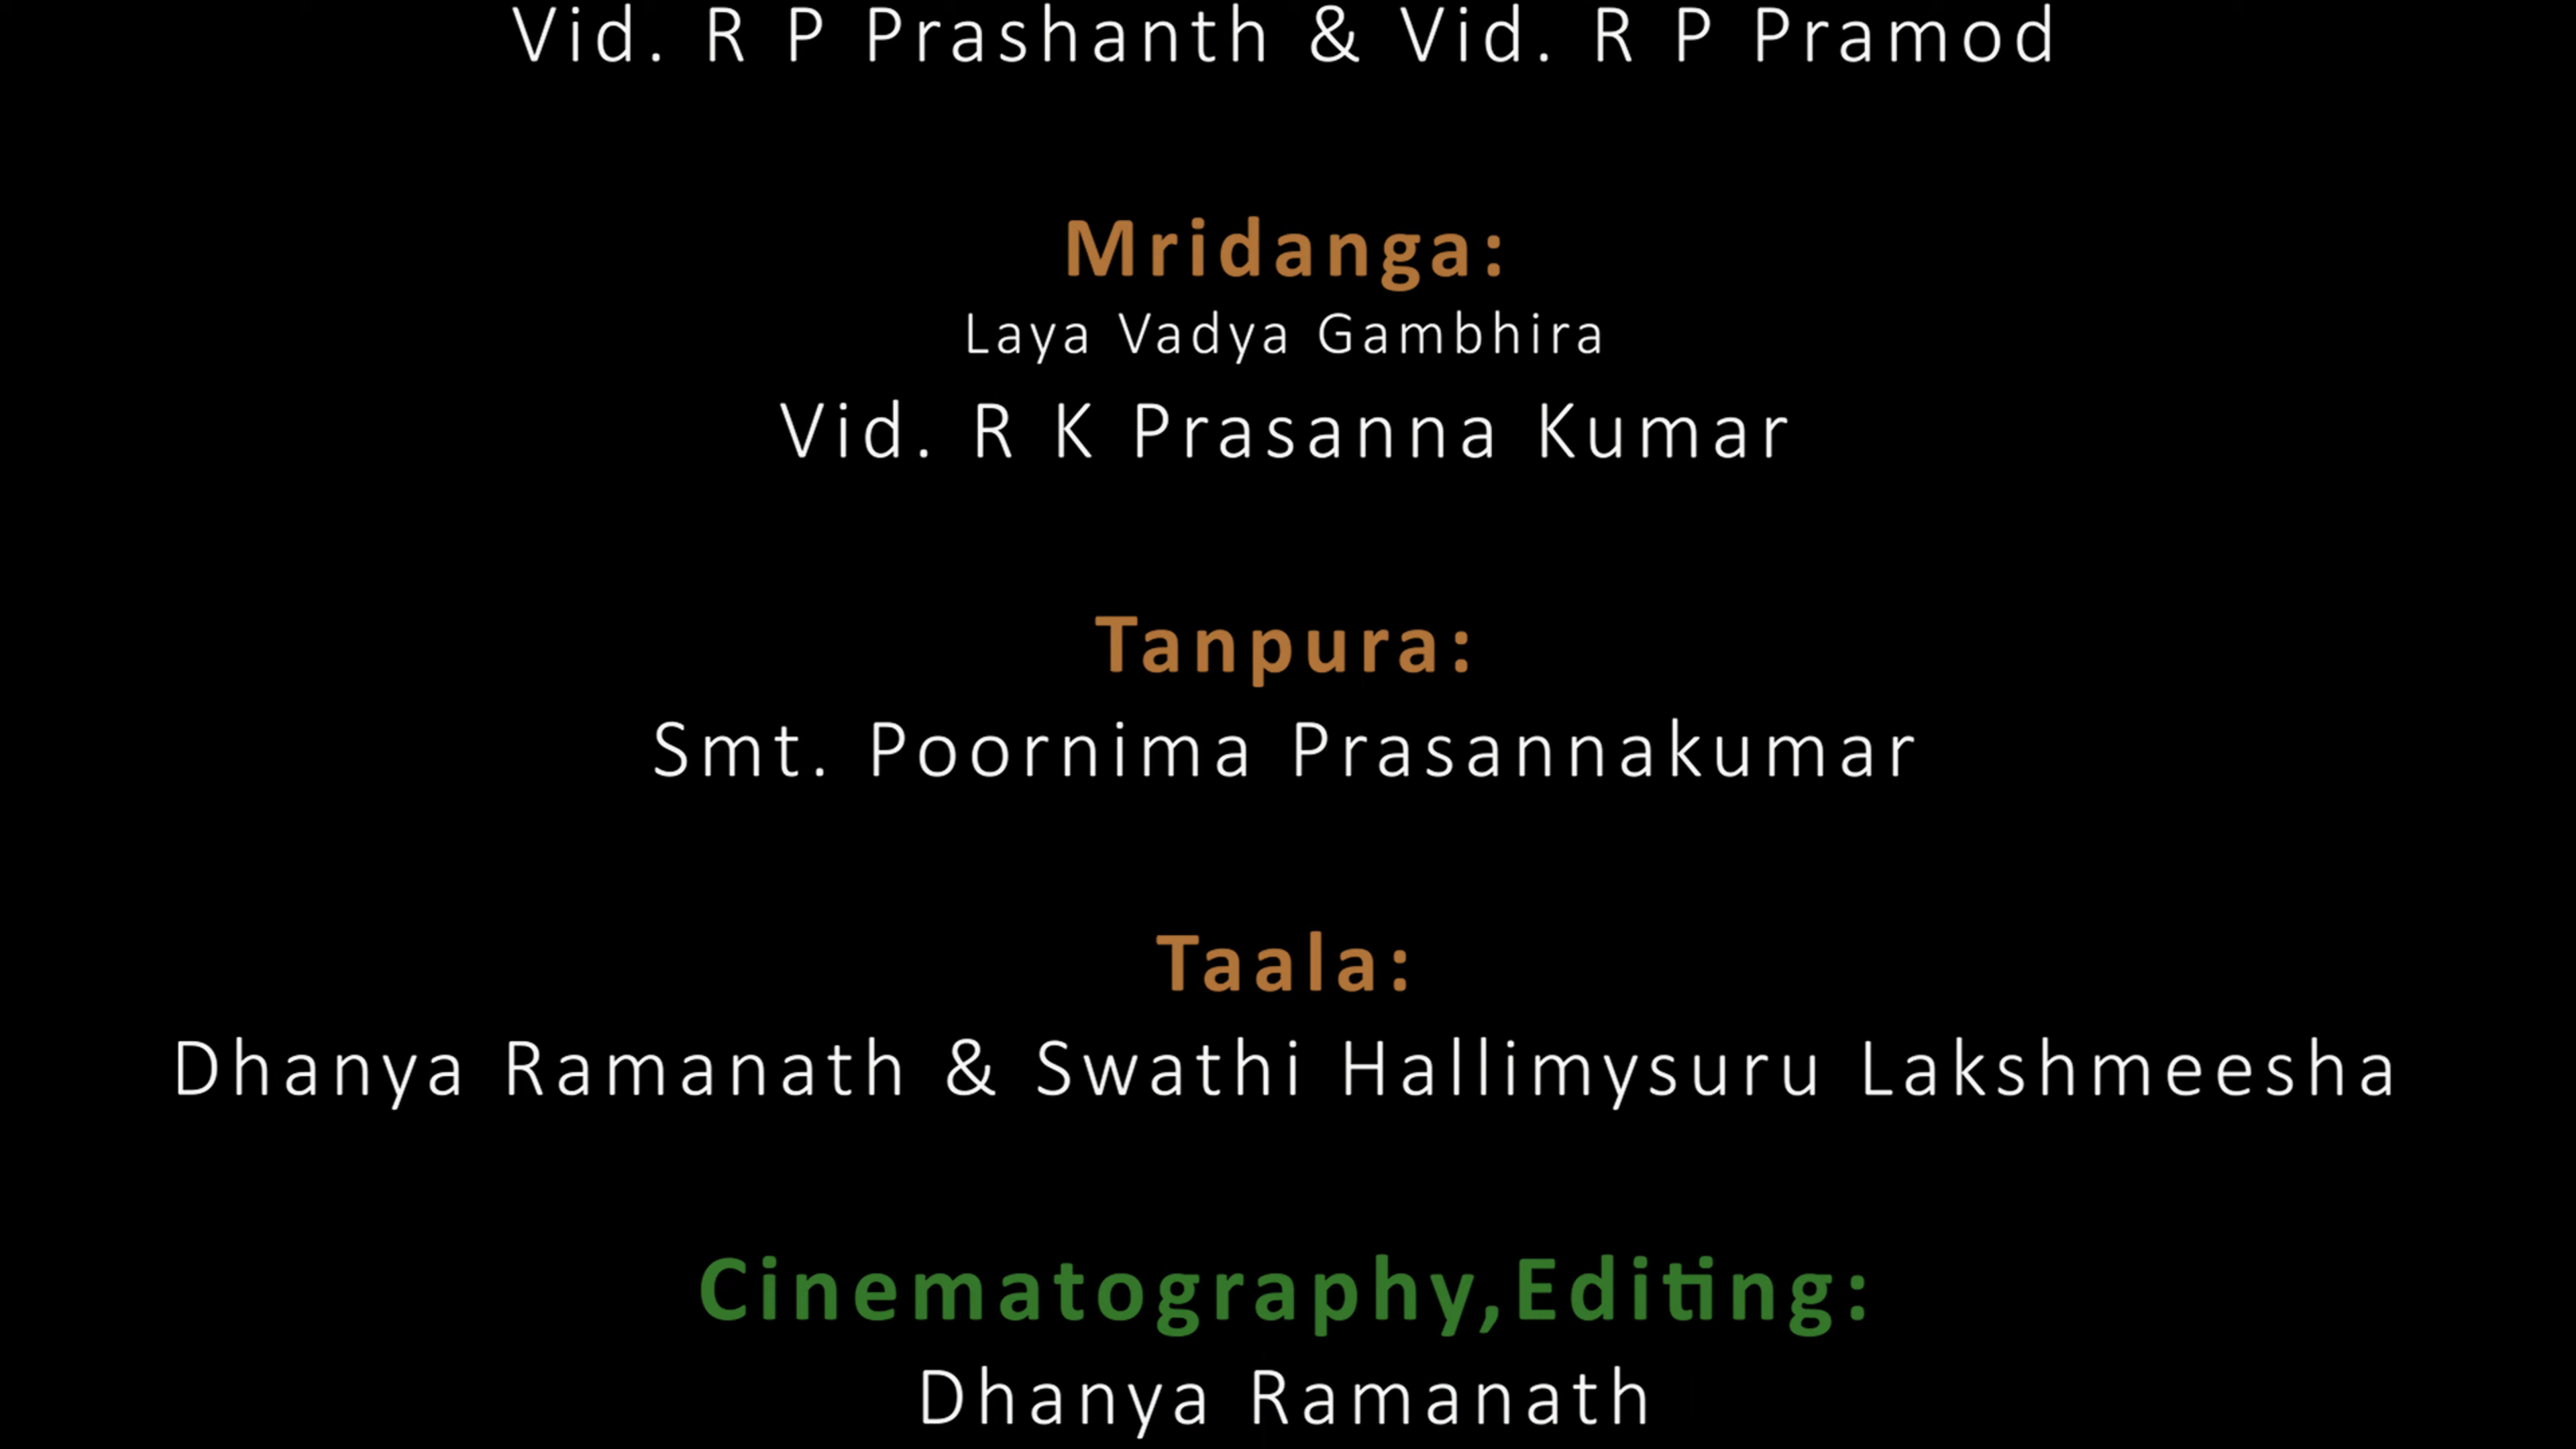 Vid. R P Prashanth & Vid. R P Pramod
Mridanga:
Laya Vadya Gambhira
Vid. R K Prasanna Kumar
Tanpura:
Smt. Poornima Prasannakumar
Taala:
Dhanya Ramanath & Swathi Hallimysuru Lakshmeesha
Cinematography,Editing:
Dhanya Ramanath